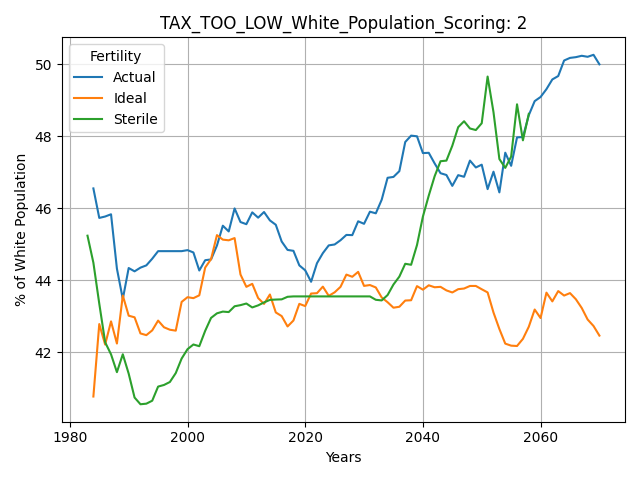 TAX_TOO_LOW_White_Population_Scoring: 2
Fertility
Actual
Ideal
Sterile
% of White Population
50
48
46
44
42
1980
2000
2020
2040
2060
Years